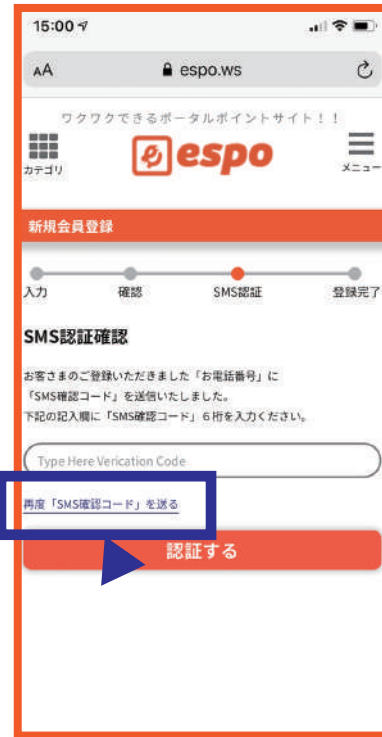 15:00
AA espo.ws
ワクワクできるポータルポイントサイト！！
カテゴリ
espo
メニュー
新規会員登録
入力 確認 SMS認証 登録完了
SMS認証確認
お客さまのご登録いただきました「お電話番号」に
「SMS確認コード」を送信いたしました。
下記の記入欄に「SMS確認コード」６桁を入力ください。
Type Here Verication Code
再度「SMS確認コード」を送る
認証する